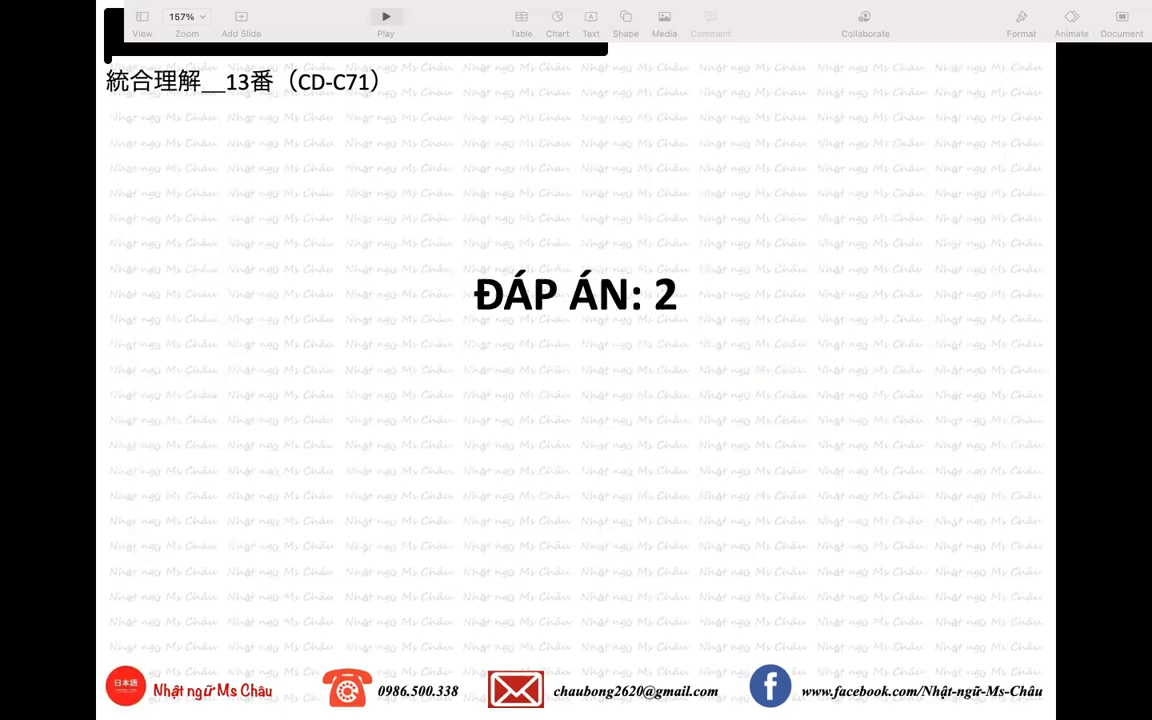 157%
View Zoom Add Slide Play Table Chart Text Shape Media Comment Collaborate Format Animate Document
統合理解__13番（CD-C71）
ĐÁP ÁN: 2
日本語 Nhật ngữ Ms Châu 0986.500.338 chaubong2620@gmail.com www.facebook.com/Nhật-ngữ-Ms-Châu